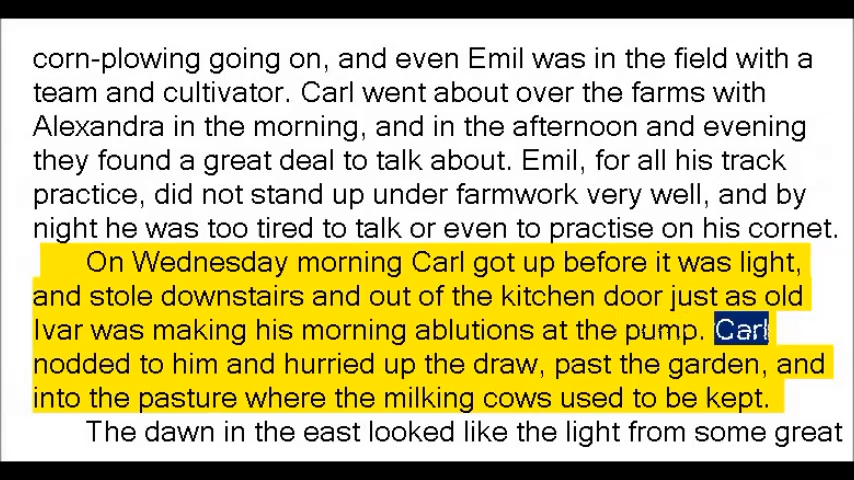 corn-plowing going on, and even Emil was in the field with a
team and cultivator. Carl went about over the farms with
Alexandra in the morning, and in the afternoon and evening
they found a great deal to talk about. Emil, for all his track
practice, did not stand up under farmwork very well, and by
night he was too tired to talk or even to practise on his cornet.
On Wednesday morning Carl got up before it was light,
and stole downstairs and out of the kitchen door just as old
Ivar was making his morning ablutions at the pump. Carl
nodded to him and hurried up the draw, past the garden, and
into the pasture where the milking cows used to be kept.
The dawn in the east looked like the light from some great